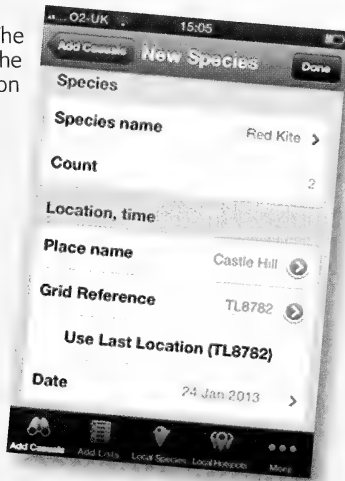 The
the
on
O2-UK 15:05
Add Casuals New Species Done
Species
Species name Red Kite
Count 2
Location, time
Place name Castle Hill
Grid Reference TL8782
Use Last Location (TL8782)
Date 24 Jan 2013
Add Casuals Add Lists Local Species Local Hotspots More